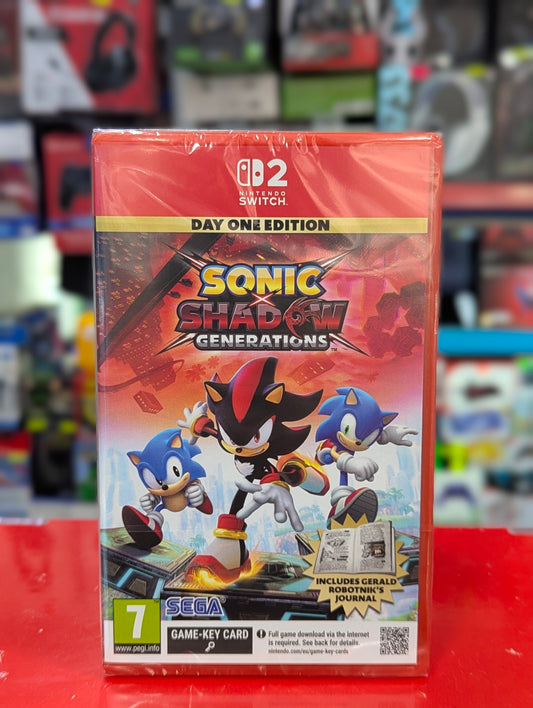 2
NINTENDO
SWITCH.
DAY ONE EDITION
SONIC
X
SHADOW
GENERATIONS™
INCLUDES GERALD
ROBOTNIK'S
JOURNAL
7
www.pegi.info
SEGA
GAME-KEY CARD
Full game download via the internet
is required. See back for details.
nintendo.com/eu/game-key-cards